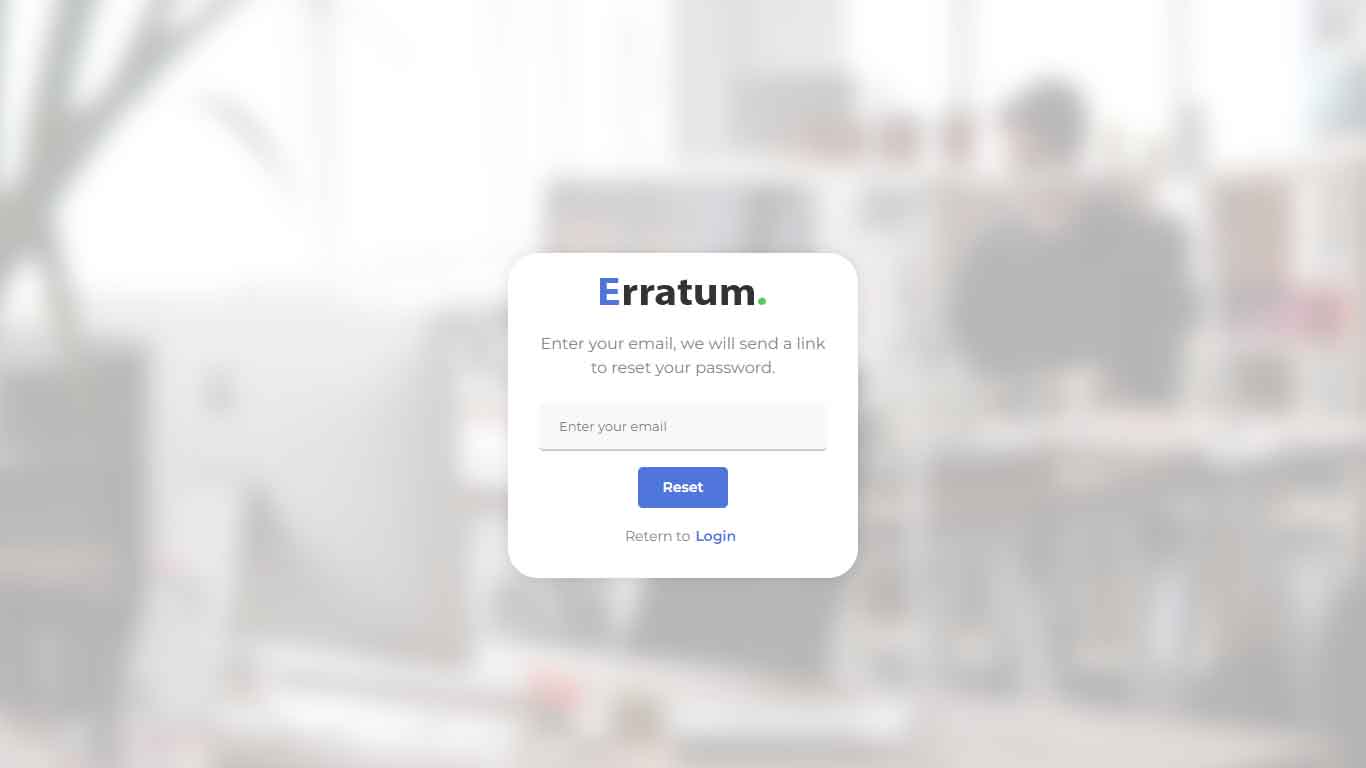 Erratum.
Enter your email, we will send a link
to reset your password.
Enter your email
Reset
Retern to Login